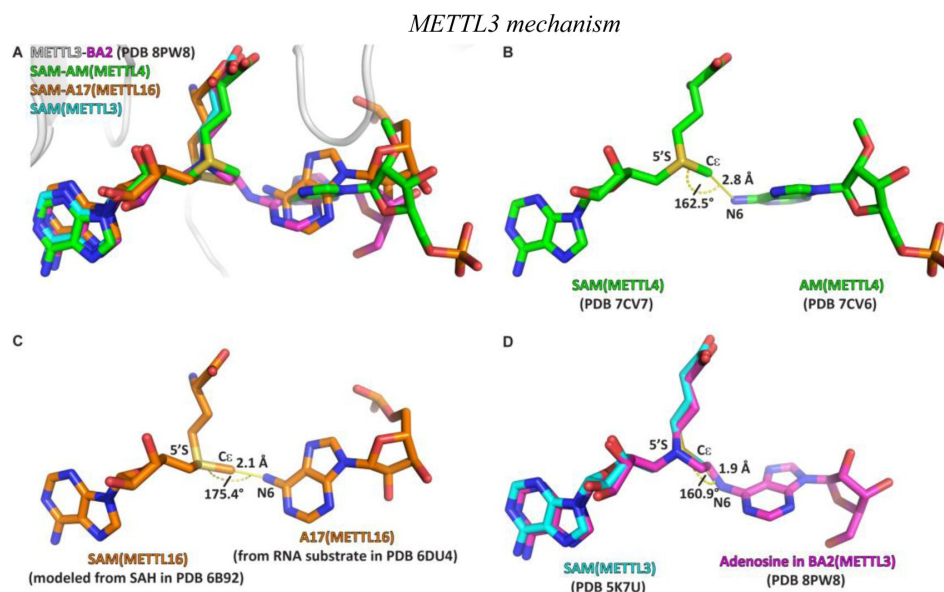 METTL3 mechanism
A METTL3-BA2 (PDB 8PW8)
SAM-AM(METTL4)
SAM-A17(METTL16)
SAM(METTL3)
B
5'S
Cε
2.8 Å
162.5°
N6
SAM(METTL4)
(PDB 7CV7)
AM(METTL4)
(PDB 7CV6)
C
5'S
Cε
2.1 Å
175.4°
N6
A17(METTL16)
(from RNA substrate in PDB 6DU4)
SAM(METTL16)
(modeled from SAH in PDB 6B92)
D
5'S
Cε
1.9 Å
160.9°
N6
SAM(METTL3)
(PDB 5K7U)
Adenosine in BA2(METTL3)
(PDB 8PW8)